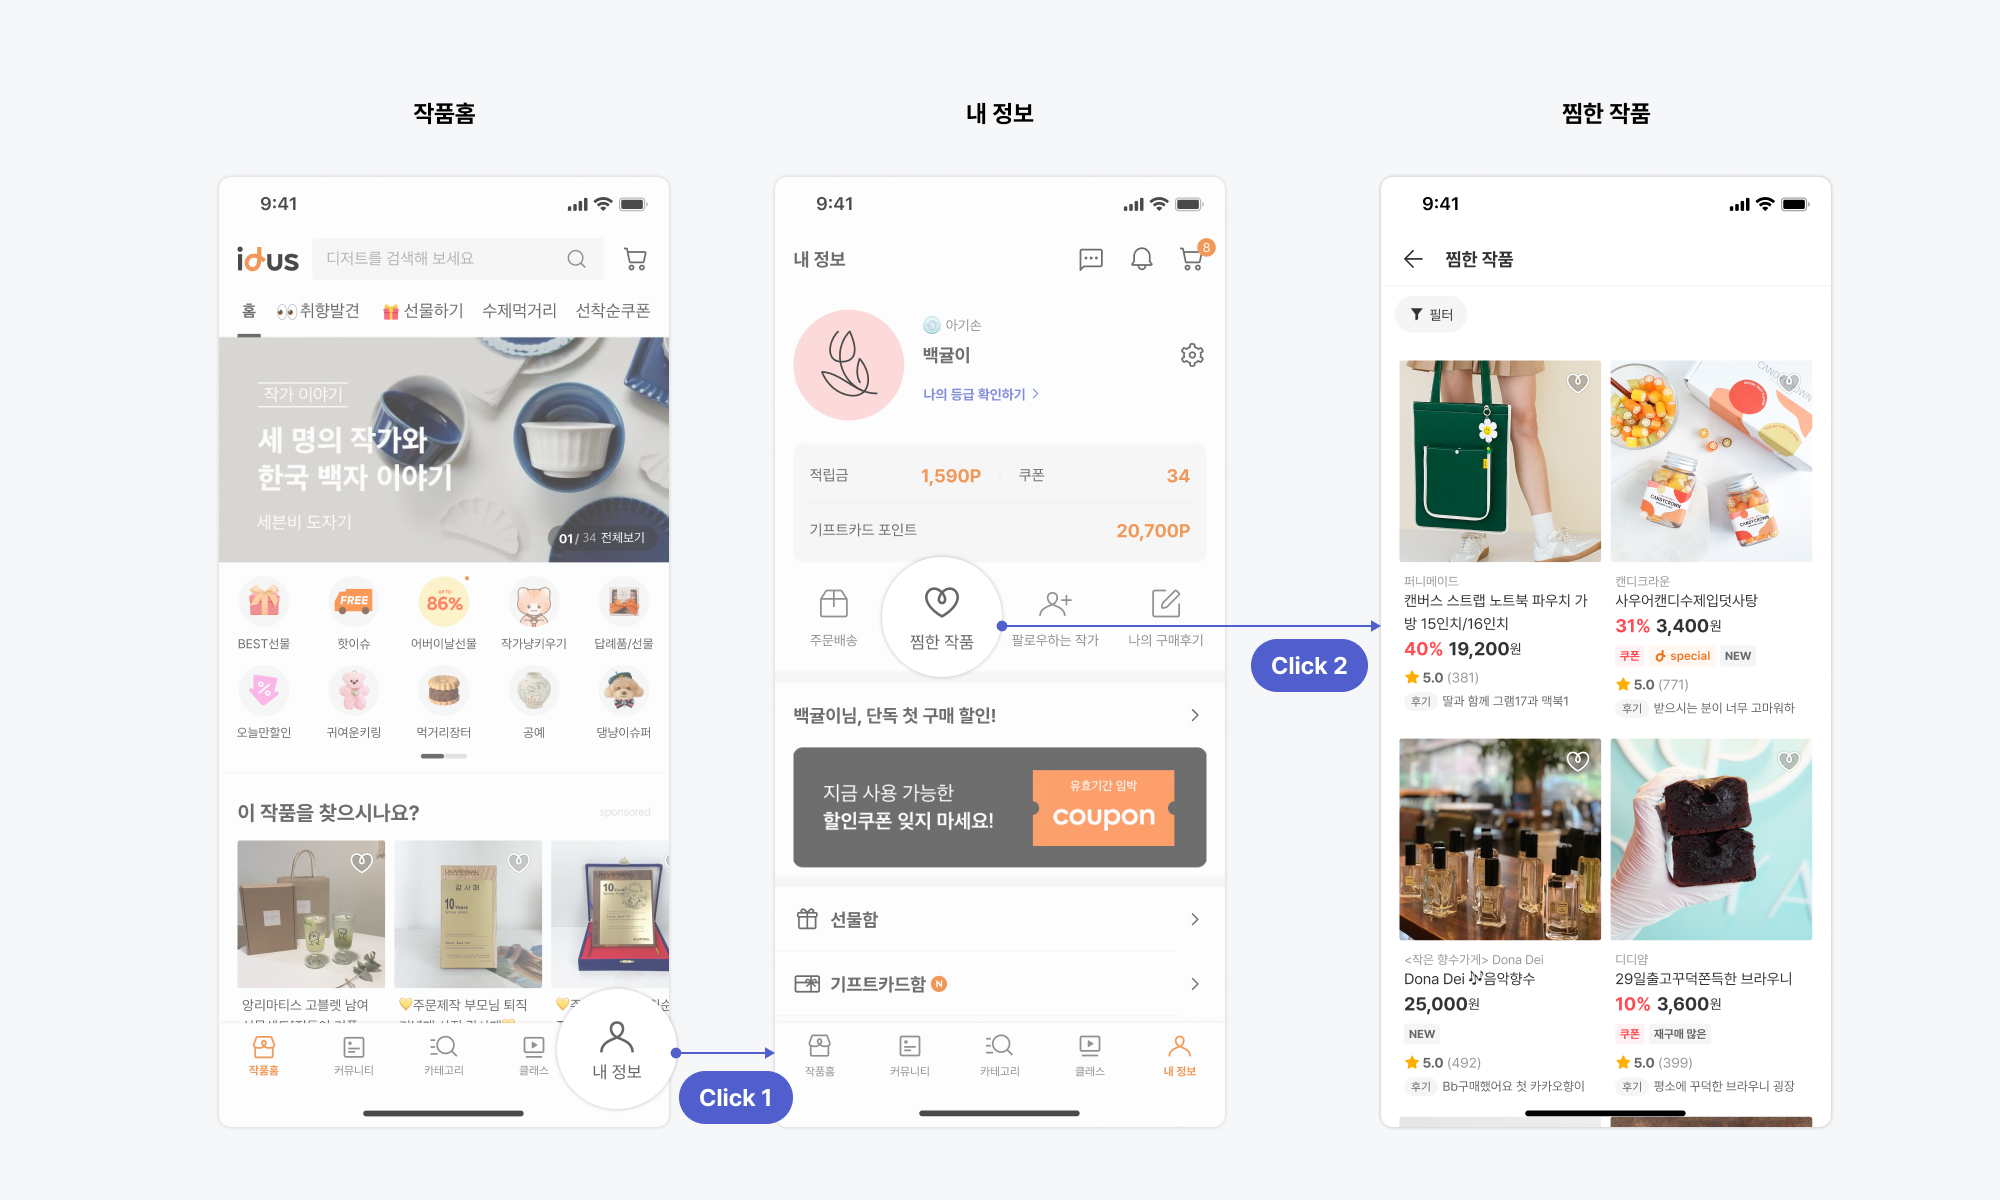 작품홈
내 정보
찜한 작품
9:41
idus
디저트를 검색해 보세요
홈
👀취향발견
🎁 선물하기
수제먹거리
선착순쿠폰
작가 이야기
세 명의 작가와
한국 백자 이야기
세븐비 도자기
01 / 34 전체보기
FREE
UP TO
86%
BEST선물
핫이슈
어버이날선물
작가냥키우기
답례품/선물
오늘만할인
귀여운키링
먹거리장터
공예
댕냥이슈퍼
이 작품을 찾으시나요?
sponsored
감사패
10 Years
10 Years
앙리마티스 고블렛 남여
💛주문제작 부모님 퇴직
작품홈
커뮤니티
카테고리
클래스
내 정보
Click 1
9:41
내 정보
8
아기손
백귤이
나의 등급 확인하기
적립금
1,590P
쿠폰
34
기프트카드 포인트
20,700P
주문배송
찜한 작품
팔로우하는 작가
나의 구매후기
Click 2
백귤이님, 단독 첫 구매 할인!
지금 사용 가능한
할인쿠폰 잊지 마세요!
유효기간 임박
coupon
선물함
기프트카드함 N
작품홈
커뮤니티
카테고리
클래스
내 정보
9:41
찜한 작품
필터
퍼니메이드
캔버스 스트랩 노트북 파우치 가
방 15인치/16인치
40% 19,200원
5.0 (381)
후기 딸과 함께 그램17과 맥북1
CANDYCROWN
CANDYCROWN
CANDYCROWN
캔디크라운
사우어캔디수제입덧사탕
31% 3,400원
쿠폰
special
NEW
5.0 (771)
후기 받으시는 분이 너무 고마워하
<작은 향수가게> Dona Dei
Dona Dei 🎶음악향수
25,000원
NEW
5.0 (492)
후기 Bb구매했어요 첫 카카오향이
디디얌
29일출고꾸덕쫀득한 브라우니
10% 3,600원
쿠폰
재구매 많은
5.0 (399)
후기 평소에 꾸덕한 브라우니 굉장